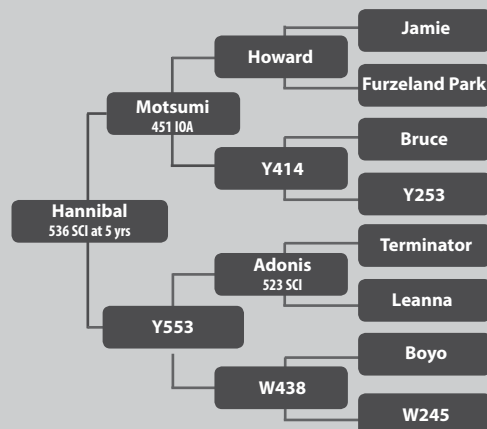 Jamie
Howard
Furzeland Park
Motsumi
451 IOA
Bruce
Y414
Y253
Hannibal
536 SCI at 5 yrs
Terminator
Adonis
523 SCI
Leanna
Y553
Boyo
W438
W245